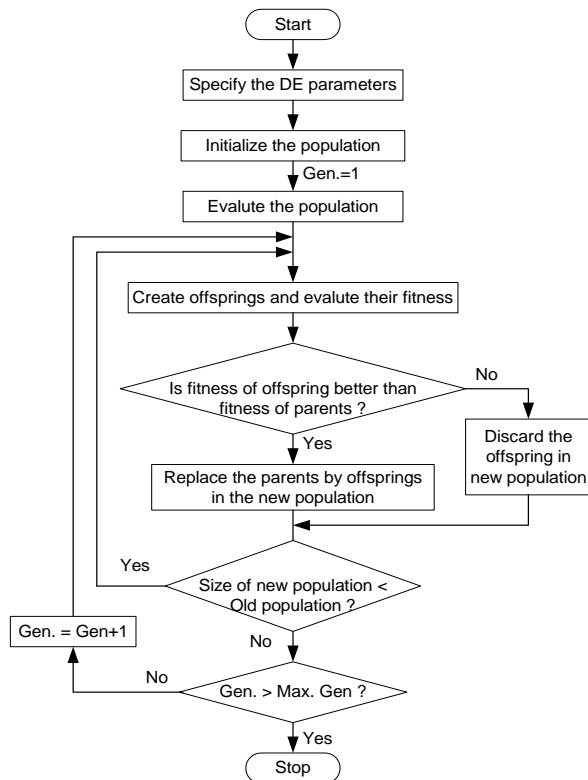 Start
Specify the DE parameters
Initialize the population
Gen.=1
Evalute the population
Create offsprings and evalute their fitness
Is fitness of offspring better than
fitness of parents ?
No
Yes
Discard the
offspring in
new population
Replace the parents by offsprings
in the new population
Yes
Size of new population <
Old population ?
Gen. = Gen+1
No
No
Gen. > Max. Gen ?
Yes
Stop